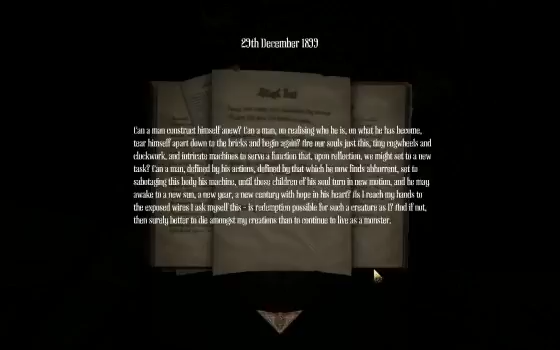 29th December 1899
Can a man construct himself anew? Can a man, on realising who he is, on what he has become,
tear himself apart down to the bricks and begin again? Are our souls just this, tiny cogwheels and
clockwork, and intricate machines to serve a function that, upon reflection, we might set to a new
task? Can a man, defined by his actions, defined by that which he now finds abhorrent, set to
sabotaging this body his machine, until those children of his soul turn in new motion, and he may
awake to a new sun, a new year, a new century with hope in his heart? As I reach my hands to
the exposed wires I ask myself this - is redemption possible for such a creature as I? And if not,
then surely better to die amongst my creations than to continue to live as a monster.